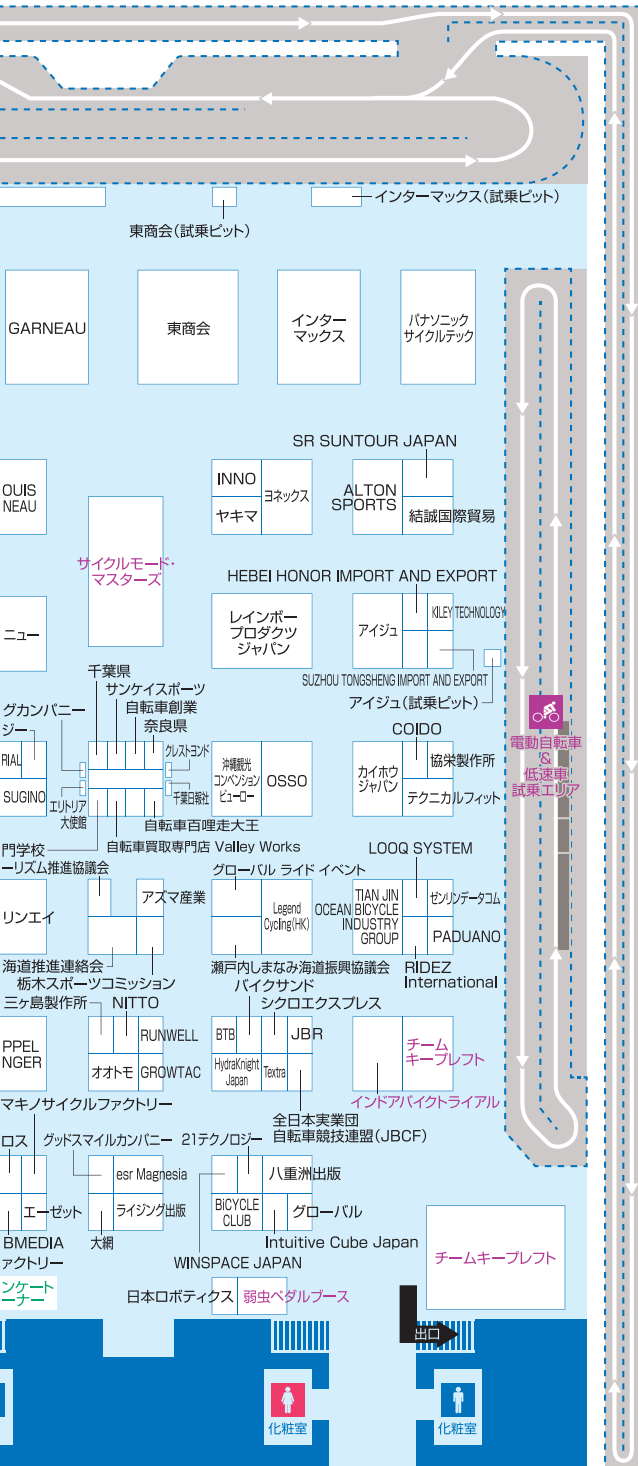 インターマックス(試乗ピット)
東商会(試乗ピット)
GARNEAU
東商会
インター
マックス
パナソニック
サイクルテック
SR SUNTOUR JAPAN
OUIS
NEAU
INNO
ヤキマ
ヨネックス
ALTON
SPORTS
結誠国際貿易
サイクルモード・
マスターズ
HEBEI HONOR IMPORT AND EXPORT
ニュー
レインボー
プロダクツ
ジャパン
アイジュ
KILEY TECHNOLOGY
SUZHOU TONGSHENG IMPORT AND EXPORT
アイジュ(試乗ピット)
千葉県
サンケイスポーツ
自転車創業
奈良県
グカンパニー
ジー
RIAL
SUGINO
エリトリア
大使館
クレストヨンド
千葉日報社
自転車百哩走大王
自転車買取専門店 Valley Works
沖縄観光
コンベンション
ビューロー
OSSO
COIDO
カイホウ
ジャパン
協栄製作所
テクニカルフィット
電動自転車
&
低速車
試乗エリア
門学校
ーリズム推進協議会
グローバル ライド イベント
LOOQ SYSTEM
リンエイ
アズマ産業
Legend
Cycling(HK)
OCEAN
TIAN JIN
BICYCLE
INDUSTRY
GROUP
ゼンリンデータコム
PADUANO
海道推進連絡会
栃木スポーツコミッション
瀬戸内しまなみ海道振興協議会
RIDEZ
International
三ヶ島製作所
NITTO
バイクサンド
シクロエクスプレス
PPEL
NGER
RUNWELL
オオトモ
GROWTAC
BTB
JBR
HydraKnight
Japan
Textra
チーム
キープレフト
インドアバイクトライアル
マキノサイクルファクトリー
全日本実業団
自転車競技連盟(JBCF)
ロス
グッドスマイルカンパニー
21テクノロジー
esr Magnesia
八重洲出版
エーゼット
ライジング出版
BiCYCLE
CLUB
グローバル
BMEDIA
大網
Intuitive Cube Japan
ァクトリー
WINSPACE JAPAN
チームキープレフト
ンケート
ーナー
日本ロボティクス
弱虫ペダルブース
出口
化粧室
化粧室